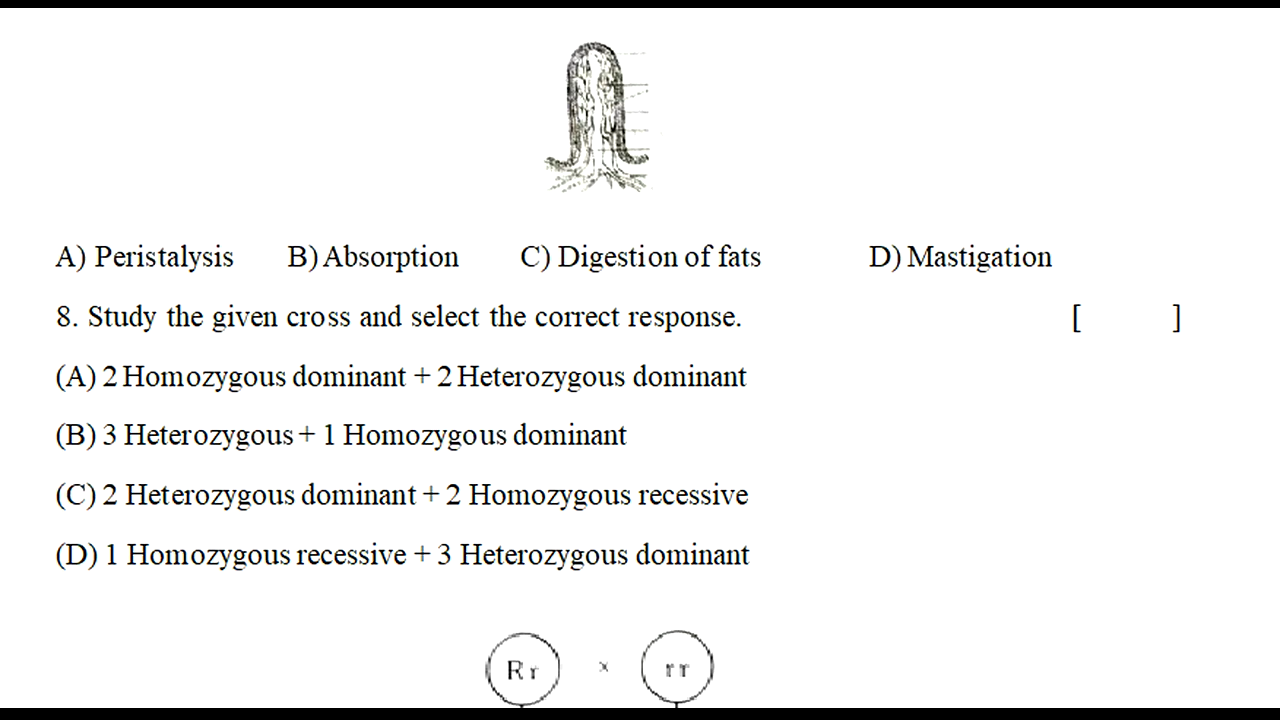 A) Peristalysis B) Absorption C) Digestion of fats D) Mastigation
8. Study the given cross and select the correct response. [ ]
(A) 2 Homozygous dominant + 2 Heterozygous dominant
(B) 3 Heterozygous + 1 Homozygous dominant
(C) 2 Heterozygous dominant + 2 Homozygous recessive
(D) 1 Homozygous recessive + 3 Heterozygous dominant
Rr × rr